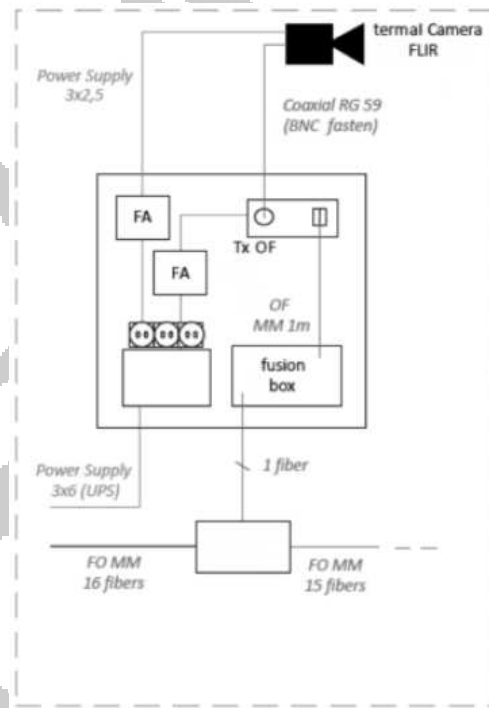 termal Camera
FLIR
Power Supply
3x2,5
Coaxial RG 59
(BNC fasten)
FA
Tx OF
FA
OF
MM 1m
fusion
box
Power Supply
3x6 (UPS)
1 fiber
FO MM
16 fibers
FO MM
15 fibers